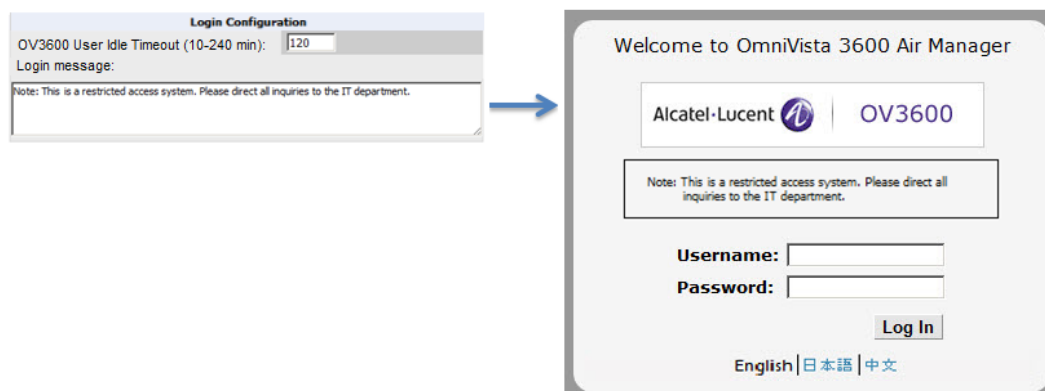 Login Configuration
OV3600 User Idle Timeout (10-240 min): 120
Login message:
Note: This is a restricted access system. Please direct all inquiries to the IT department.
Welcome to OmniVista 3600 Air Manager
Alcatel·Lucent OV3600
Note: This is a restricted access system. Please direct all
inquiries to the IT department.
Username:
Password:
Log In
English|日本語|中文